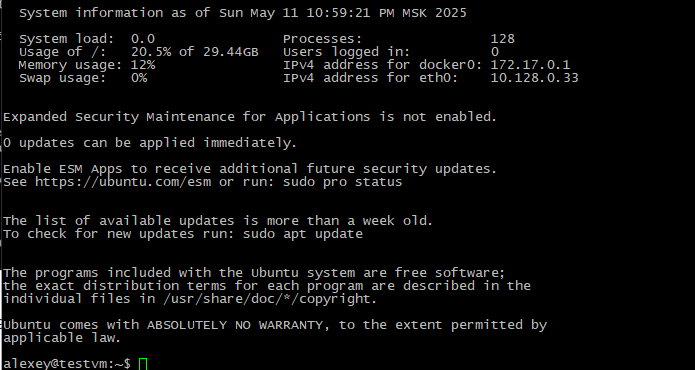 System information as of Sun May 11 10:59:21 PM MSK 2025
System load:  0.0                Processes:                128
Usage of /:   20.5% of 29.44GB   Users logged in:          0
Memory usage: 12%                IPv4 address for docker0: 172.17.0.1
Swap usage:   0%                 IPv4 address for eth0:    10.128.0.33
Expanded Security Maintenance for Applications is not enabled.
0 updates can be applied immediately.
Enable ESM Apps to receive additional future security updates.
See https://ubuntu.com/esm or run: sudo pro status
The list of available updates is more than a week old.
To check for new updates run: sudo apt update
The programs included with the Ubuntu system are free software;
the exact distribution terms for each program are described in the
individual files in /usr/share/doc/*/copyright.
Ubuntu comes with ABSOLUTELY NO WARRANTY, to the extent permitted by
applicable law.
alexey@testvm:~$